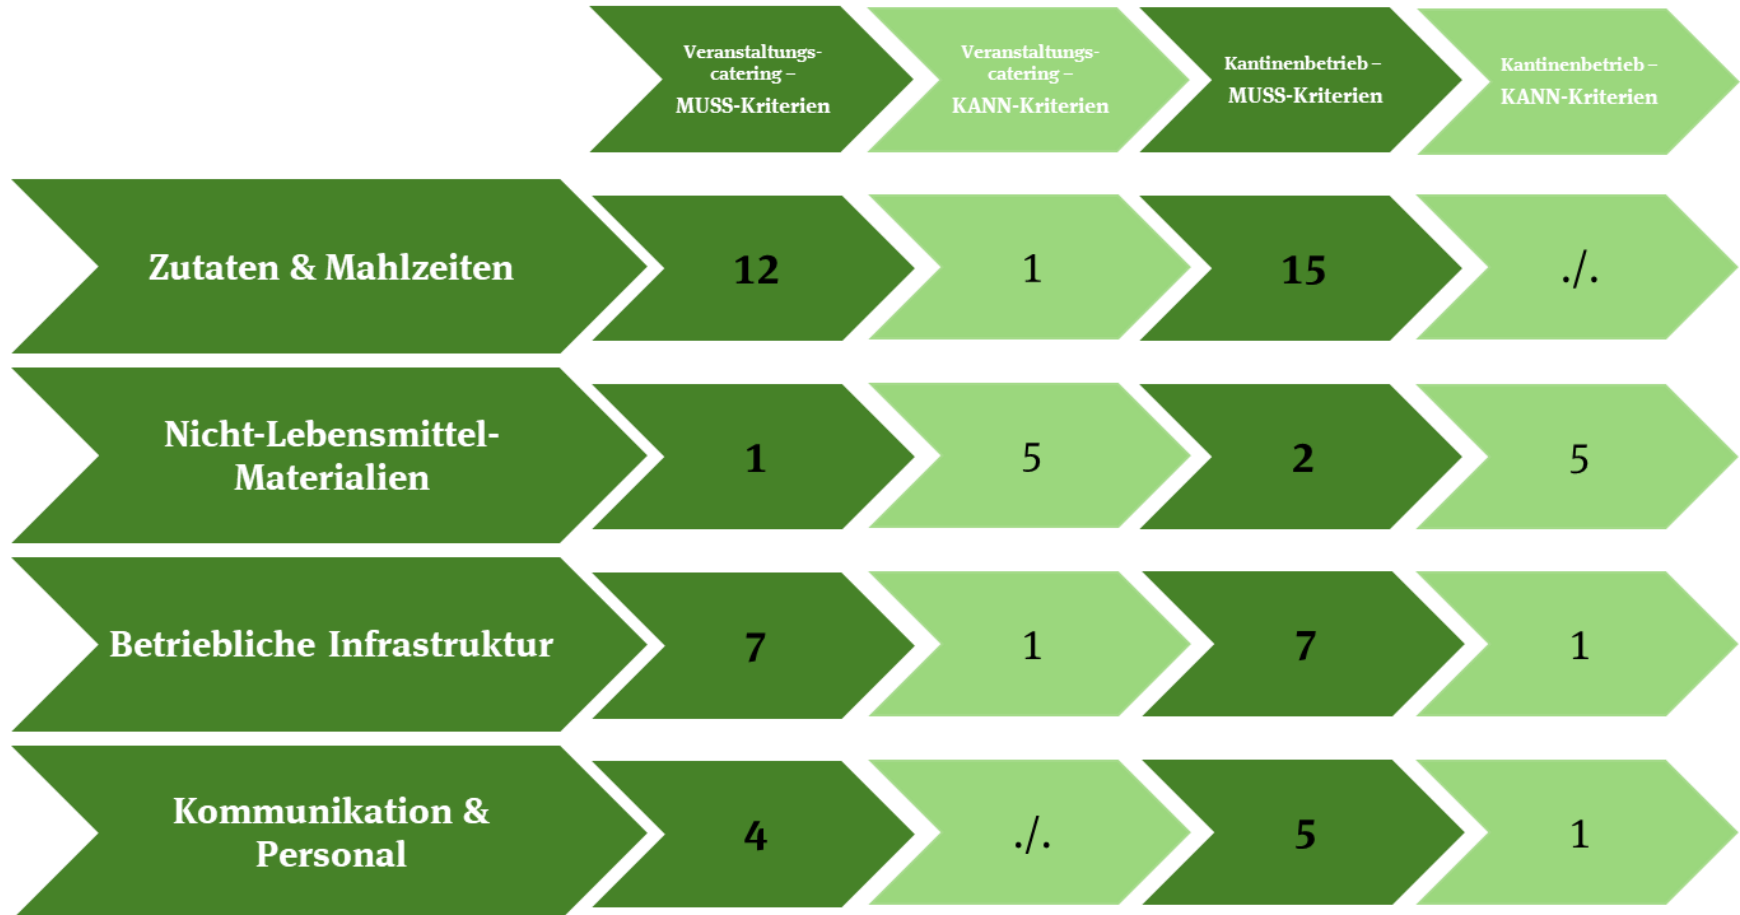 Veranstaltungs-
catering –
MUSS-Kriterien
Veranstaltungs-
catering –
KANN-Kriterien
Kantinenbetrieb –
MUSS-Kriterien
Kantinenbetrieb –
KANN-Kriterien
Zutaten & Mahlzeiten
12
1
15
./.
Nicht-Lebensmittel-
Materialien
1
5
2
5
Betriebliche Infrastruktur
7
1
7
1
Kommunikation &
Personal
4
./.
5
1